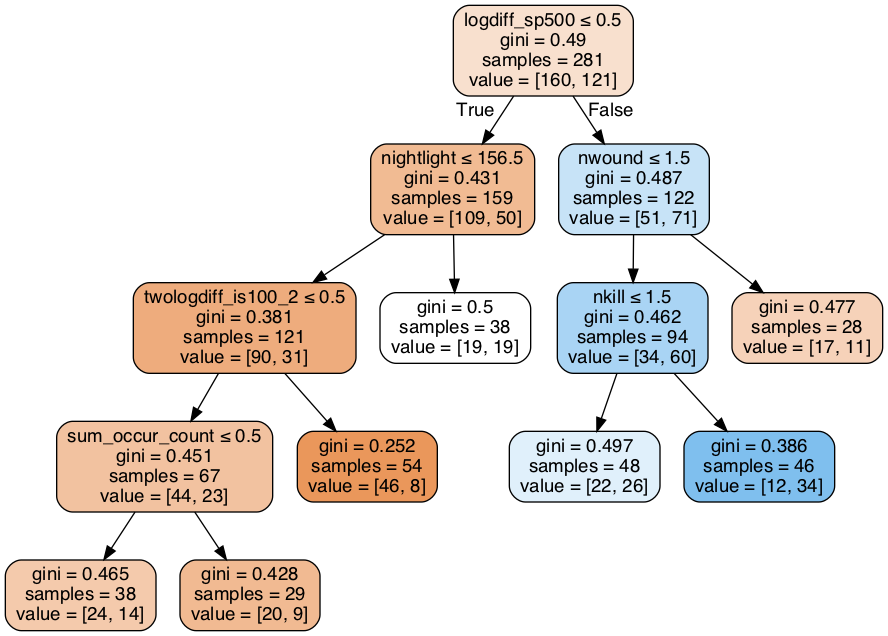 logdiff_sp500 ≤ 0.5
gini = 0.49
samples = 281
value = [160, 121]
True
False
nightlight ≤ 156.5
gini = 0.431
samples = 159
value = [109, 50]
nwound ≤ 1.5
gini = 0.487
samples = 122
value = [51, 71]
twologdiff_is100_2 ≤ 0.5
gini = 0.381
samples = 121
value = [90, 31]
gini = 0.5
samples = 38
value = [19, 19]
nkill ≤ 1.5
gini = 0.462
samples = 94
value = [34, 60]
gini = 0.477
samples = 28
value = [17, 11]
sum_occur_count ≤ 0.5
gini = 0.451
samples = 67
value = [44, 23]
gini = 0.252
samples = 54
value = [46, 8]
gini = 0.497
samples = 48
value = [22, 26]
gini = 0.386
samples = 46
value = [12, 34]
gini = 0.465
samples = 38
value = [24, 14]
gini = 0.428
samples = 29
value = [20, 9]